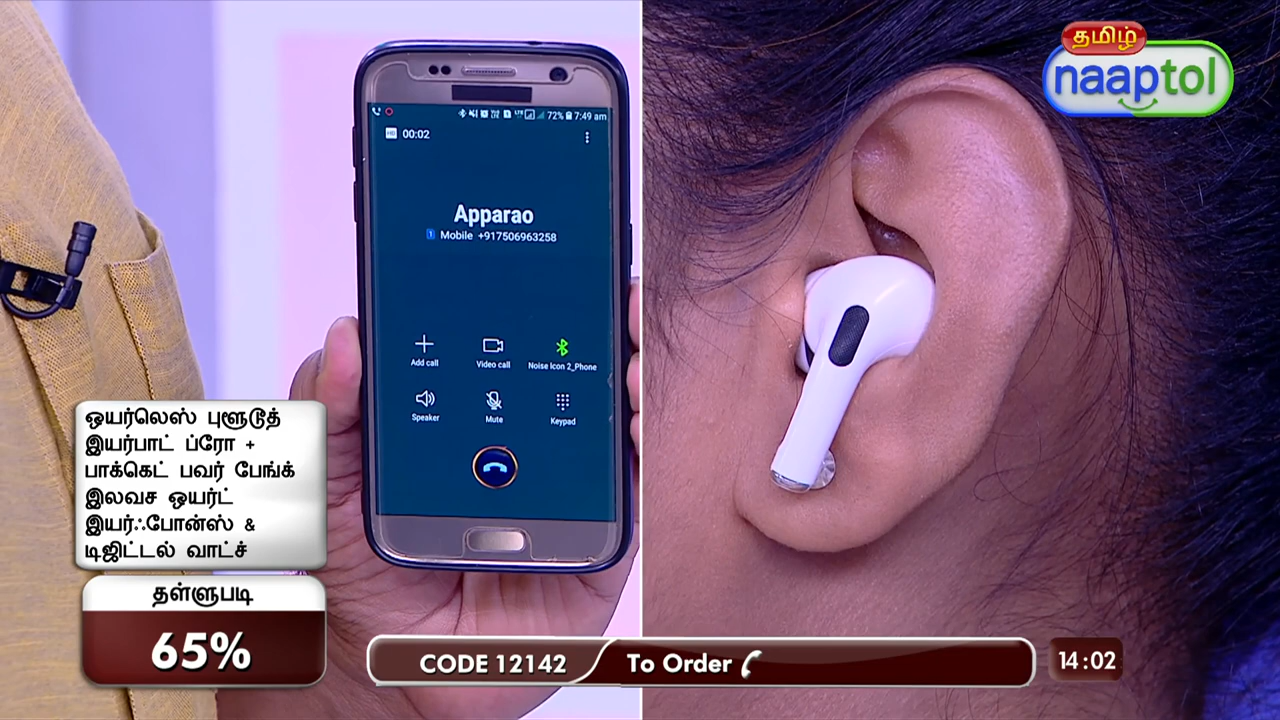 தமிழ்
naaptol
72% 7:49 am
HD 00:02
Apparao
1 Mobile +917506963258
Add call
Video call
Noise Icon 2_Phone
Speaker
Mute
Keypad
ஒயர்லெஸ் புளூடூத்
இயர்பாட் ப்ரோ +
பாக்கெட் பவர் பேங்க்
இலவச ஒயர்ட்
இயர்ஃபோன்ஸ் &
டிஜிட்டல் வாட்ச்
தள்ளுபடி
65%
CODE 12142
To Order
14:02